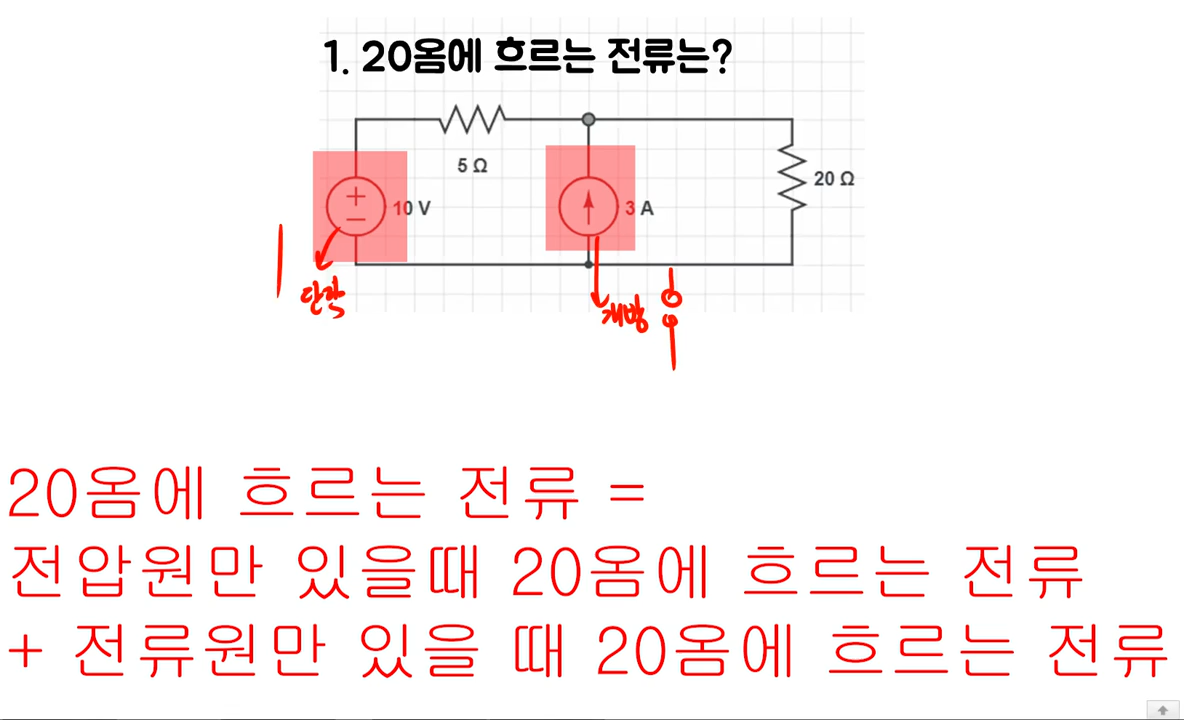 1. 20옴에 흐르는 전류는?
5 Ω
20 Ω
10 V
3 A
단락
개방
20옴에 흐르는 전류 =
전압원만 있을때 20옴에 흐르는 전류
+ 전류원만 있을 때 20옴에 흐르는 전류